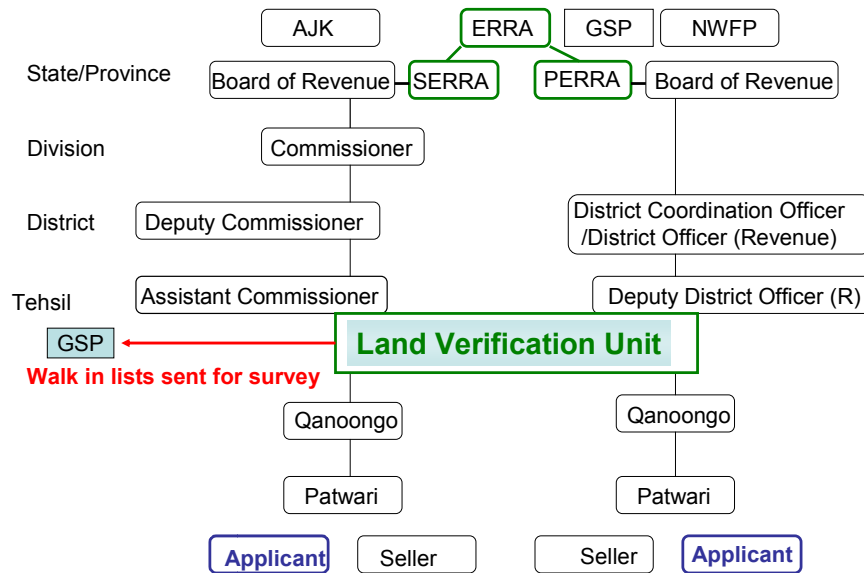 AJK
ERRA
GSP
NWFP
State/Province
Board of Revenue
SERRA
PERRA
Board of Revenue
Division
Commissioner
District
Deputy Commissioner
District Coordination Officer
/District Officer (Revenue)
Tehsil
Assistant Commissioner
Deputy District Officer (R)
GSP
Land Verification Unit
Walk in lists sent for survey
Qanoongo
Qanoongo
Patwari
Patwari
Applicant
Seller
Seller
Applicant